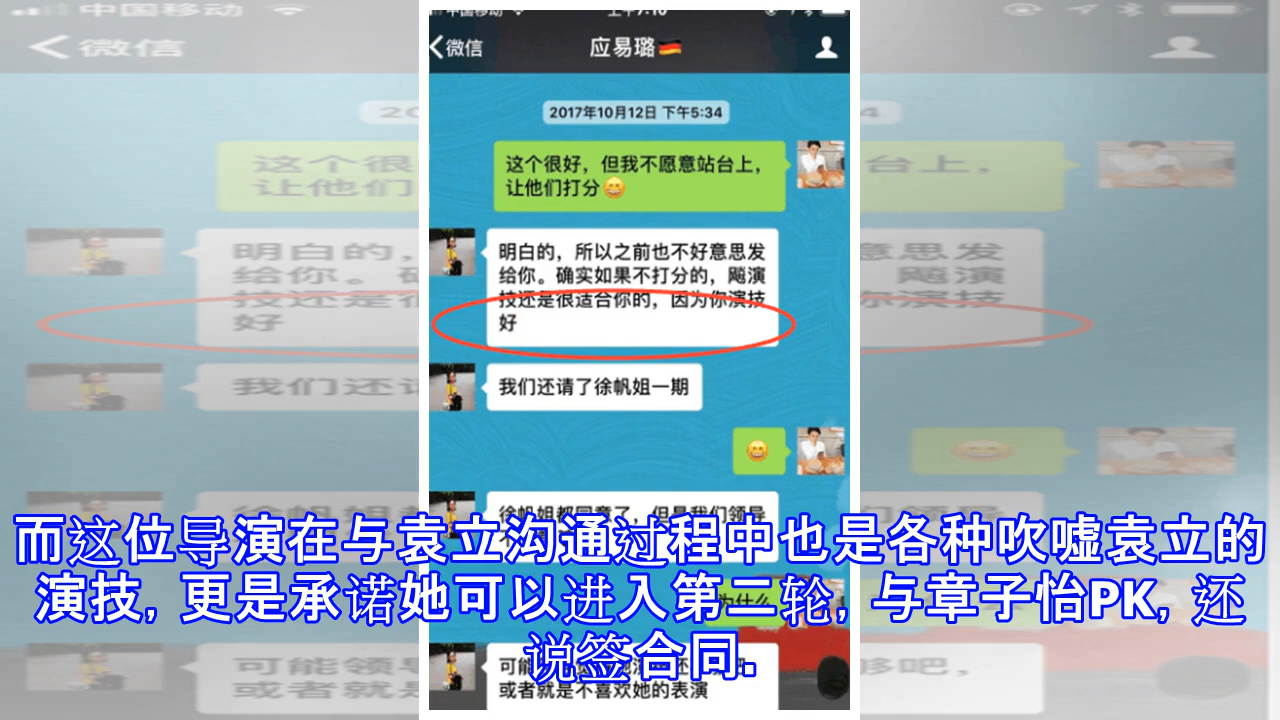 中国移动
上午7:10
微信
应易璐
2017年10月12日 下午5:34
这个很好，但我不愿意站台上，
让他们打分
明白的，所以之前也不好意思发
给你。确实如果不打分的，飚演
技还是很适合你的，因为你演技
好
我们还请了徐帆姐一期
徐帆姐都同意了，但是我们领导
为什么
可能
或者就是不喜欢她的表演
而这位导演在与袁立沟通过程中也是各种吹嘘袁立的
演技, 更是承诺她可以进入第二轮, 与章子怡PK, 还
说签合同.